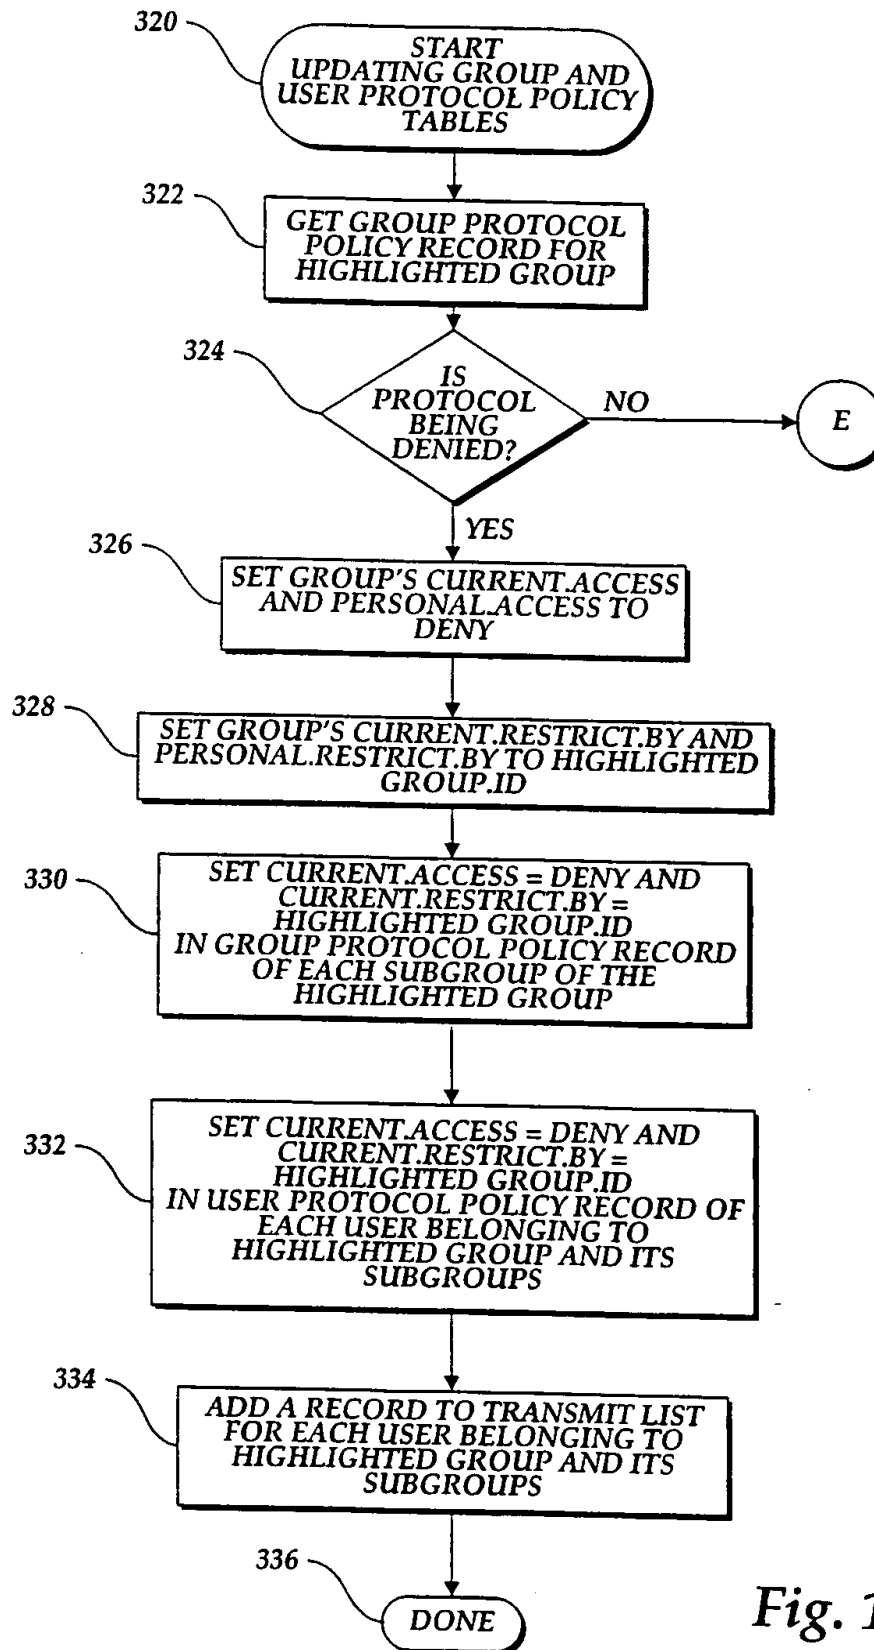 320
START
UPDATING GROUP AND
USER PROTOCOL POLICY
TABLES
322
GET GROUP PROTOCOL
POLICY RECORD FOR
HIGHLIGHTED GROUP
324
IS
PROTOCOL
BEING
DENIED?
NO
E
YES
326
SET GROUP'S CURRENT.ACCESS
AND PERSONAL.ACCESS TO
DENY
328
SET GROUP'S CURRENT.RESTRICT.BY AND
PERSONAL.RESTRICT.BY TO HIGHLIGHTED
GROUP.ID
330
SET CURRENT.ACCESS = DENY AND
CURRENT.RESTRICT.BY =
HIGHLIGHTED GROUP.ID
IN GROUP PROTOCOL POLICY RECORD
OF EACH SUBGROUP OF THE
HIGHLIGHTED GROUP
332
SET CURRENT.ACCESS = DENY AND
CURRENT.RESTRICT.BY =
HIGHLIGHTED GROUP.ID
IN USER PROTOCOL POLICY RECORD OF
EACH USER BELONGING TO
HIGHLIGHTED GROUP AND ITS
SUBGROUPS
334
ADD A RECORD TO TRANSMIT LIST
FOR EACH USER BELONGING TO
HIGHLIGHTED GROUP AND ITS
SUBGROUPS
336
DONE
Fig. 1